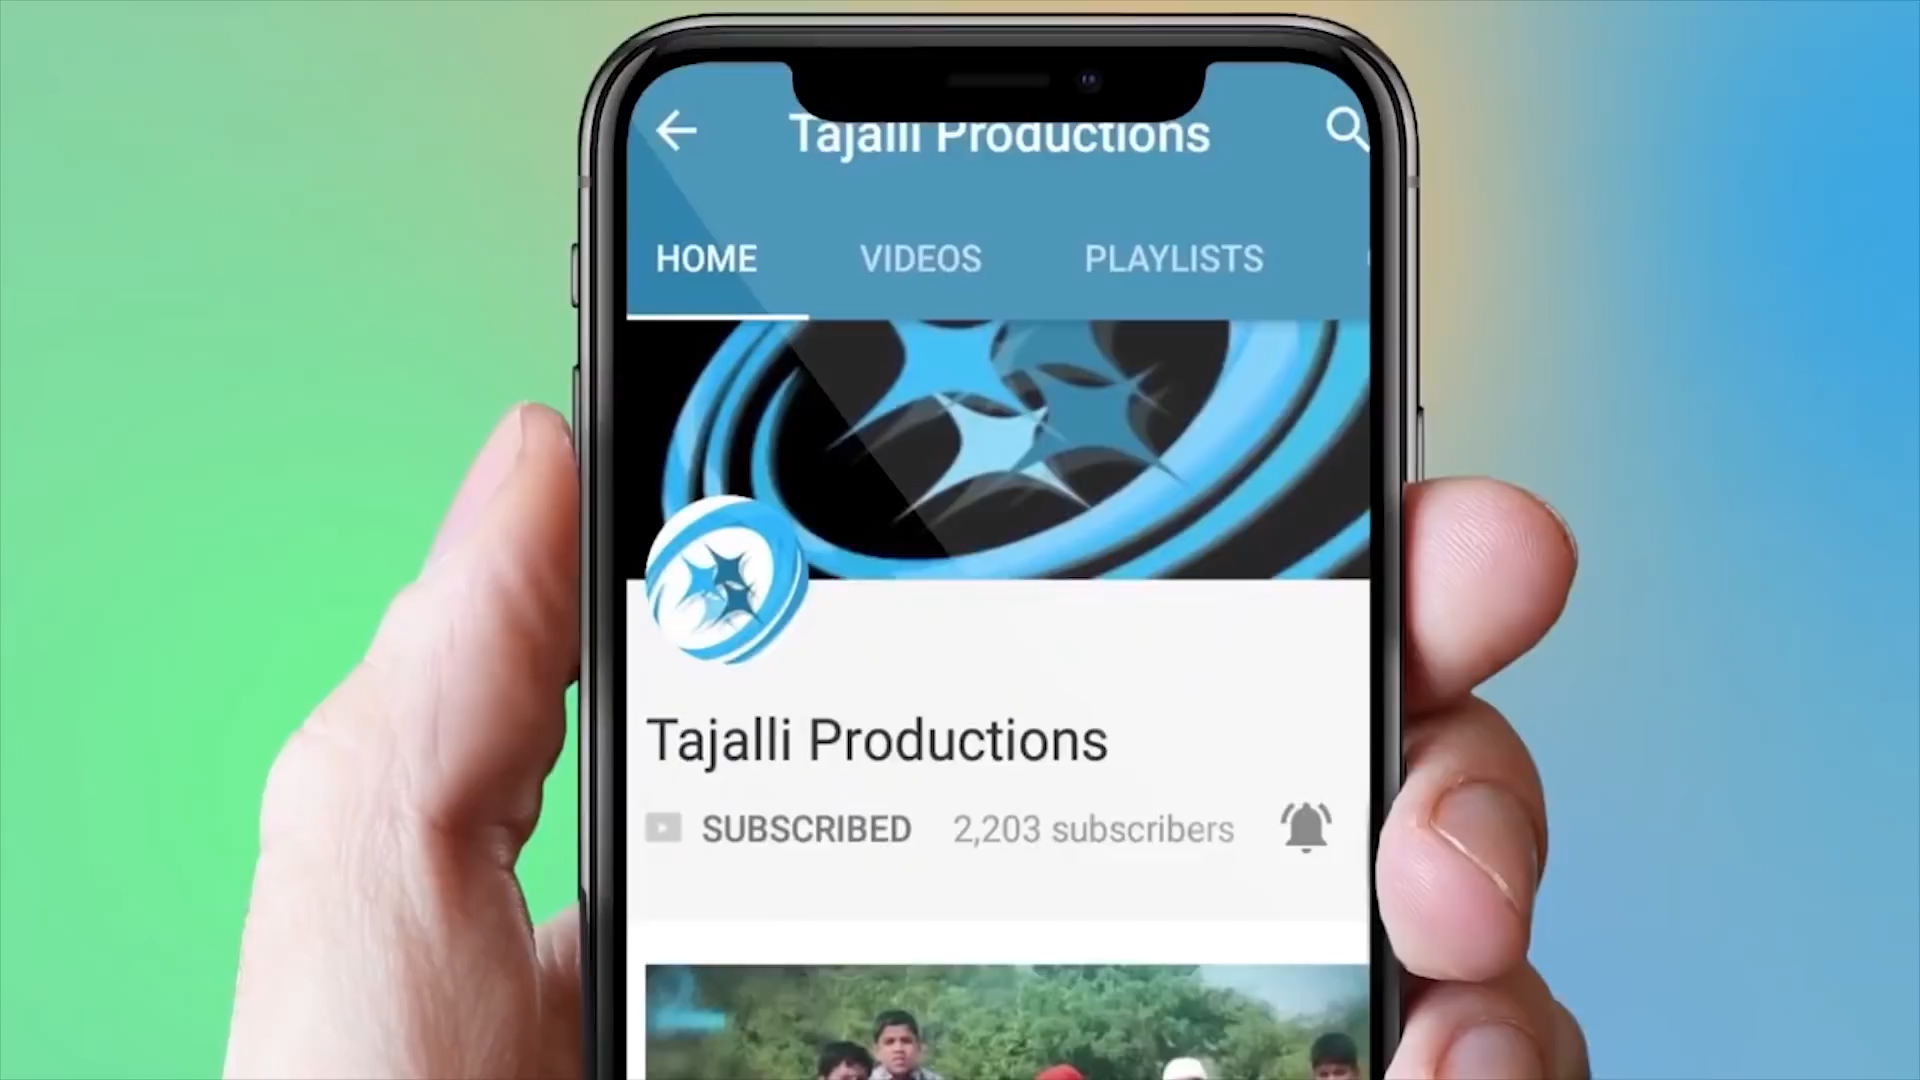 Tajalli Productions
HOME VIDEOS PLAYLISTS
Tajalli Productions
SUBSCRIBED 2,203 subscribers